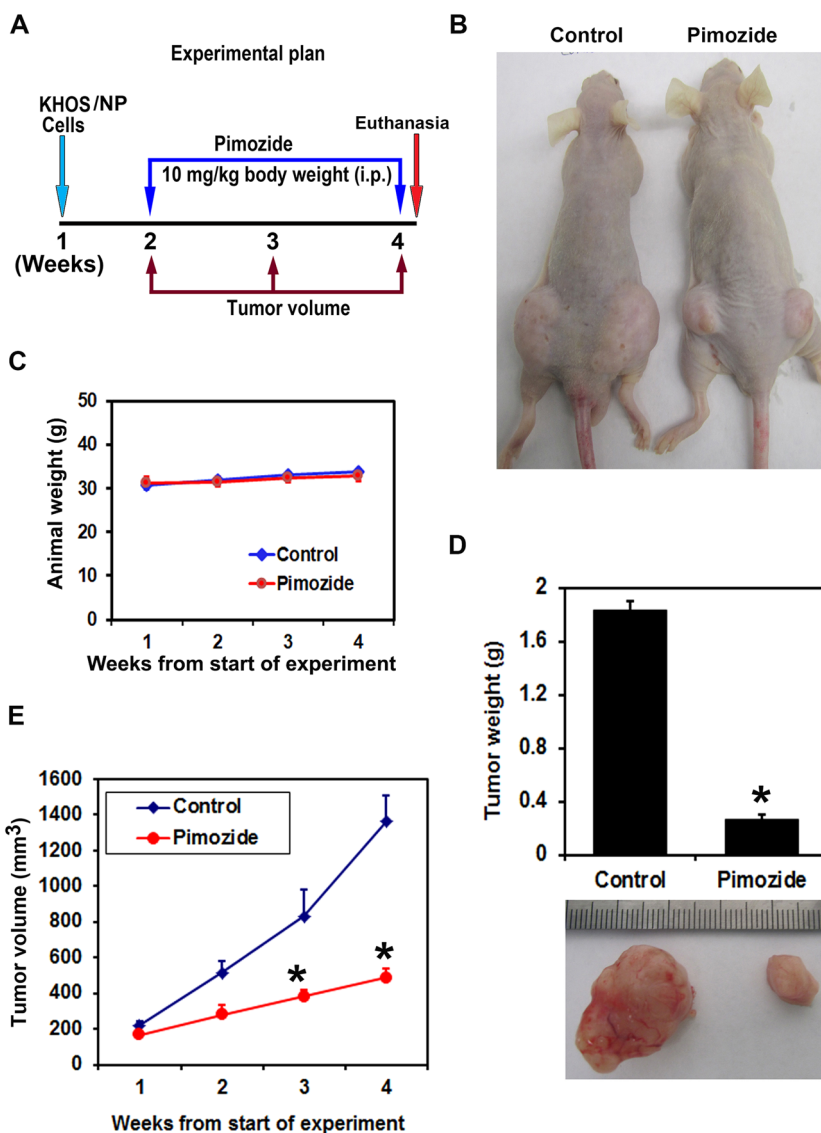 A
Experimental plan
KHOS/NP
Cells
Euthanasia
Pimozide
10 mg/kg body weight (i.p.)
1 2 3 4
(Weeks)
Tumor volume
B
Control Pimozide
C
Animal weight (g)
50
40
30
20
10
0
Control
Pimozide
1 2 3 4
Weeks from start of experiment
D
Tumor weight (g)
2
1.6
1.2
0.8
0.4
0
*
Control Pimozide
E
Tumor volume (mm³)
1600
1400
1200
1000
800
600
400
200
0
Control
Pimozide
* *
1 2 3 4
Weeks from start of experiment